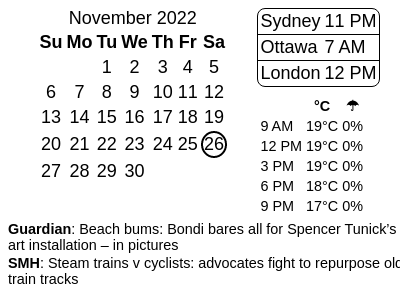 November 2022
Su Mo Tu We Th Fr Sa
1 2 3 4 5
6 7 8 9 10 11 12
13 14 15 16 17 18 19
20 21 22 23 24 25 26
27 28 29 30
Sydney 11 PM
Ottawa 7 AM
London 12 PM
°C ☂
9 AM 19°C 0%
12 PM 19°C 0%
3 PM 19°C 0%
6 PM 18°C 0%
9 PM 17°C 0%
Guardian: Beach bums: Bondi bares all for Spencer Tunick’s
art installation – in pictures
SMH: Steam trains v cyclists: advocates fight to repurpose old
train tracks